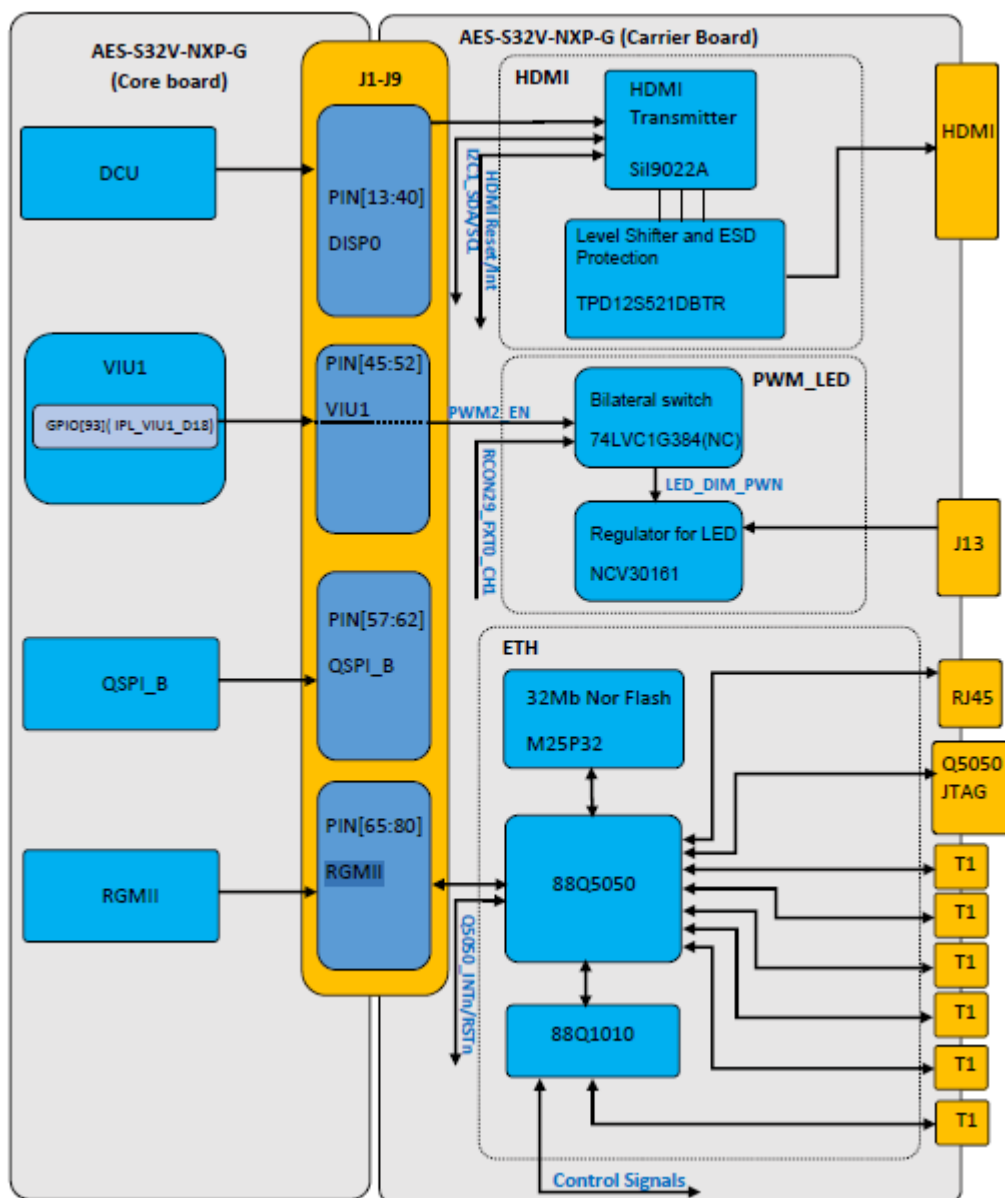 AES-S32V-NXP-G
(Core board)
DCU
VIU1
GPIO[93]( IPL_VIU1_D18)
QSPI_B
RGMII
J1-J9
PIN[13:40]
DISP0
PIN[45:52]
VIU1
PIN[57:62]
QSPI_B
PIN[65:80]
RGMII
AES-S32V-NXP-G (Carrier Board)
HDMI
HDMI
Transmitter
SiI9022A
I2C1_SDA/SCL
HDMI Reset/Int
Level Shifter and ESD
Protection
TPD12S521DBTR
HDMI
PWM_LED
PWM2_EN
RCON29_FXT0_CH1
Bilateral switch
74LVC1G384(NC)
LED_DIM_PWN
Regulator for LED
NCV30161
J13
ETH
32Mb Nor Flash
M25P32
88Q5050
Q5050_INTn/RSTn
88Q1010
Control Signals
RJ45
Q5050
JTAG
T1
T1
T1
T1
T1
T1